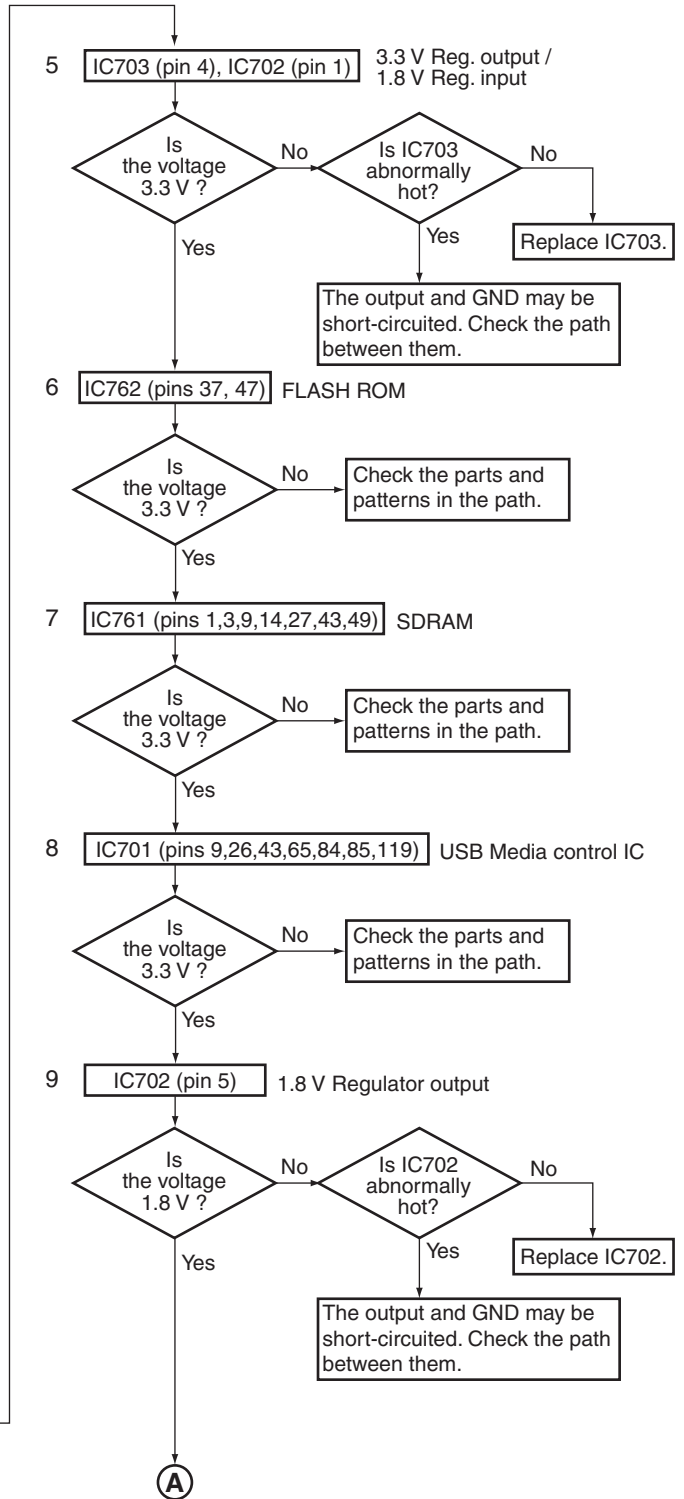 5 IC703 (pin 4), IC702 (pin 1) 3.3 V Reg. output /
1.8 V Reg. input
Is
the voltage
3.3 V ?
No
Is IC703
abnormally
hot?
No
Yes
Yes
Replace IC703.
The output and GND may be
short-circuited. Check the path
between them.
6 IC762 (pins 37, 47) FLASH ROM
Is
the voltage
3.3 V ?
No
Check the parts and
patterns in the path.
Yes
7 IC761 (pins 1,3,9,14,27,43,49) SDRAM
Is
the voltage
3.3 V ?
No
Check the parts and
patterns in the path.
Yes
8 IC701 (pins 9,26,43,65,84,85,119) USB Media control IC
Is
the voltage
3.3 V ?
No
Check the parts and
patterns in the path.
Yes
9 IC702 (pin 5) 1.8 V Regulator output
Is
the voltage
1.8 V ?
No
Is IC702
abnormally
hot?
No
Yes
Yes
Replace IC702.
The output and GND may be
short-circuited. Check the path
between them.
A